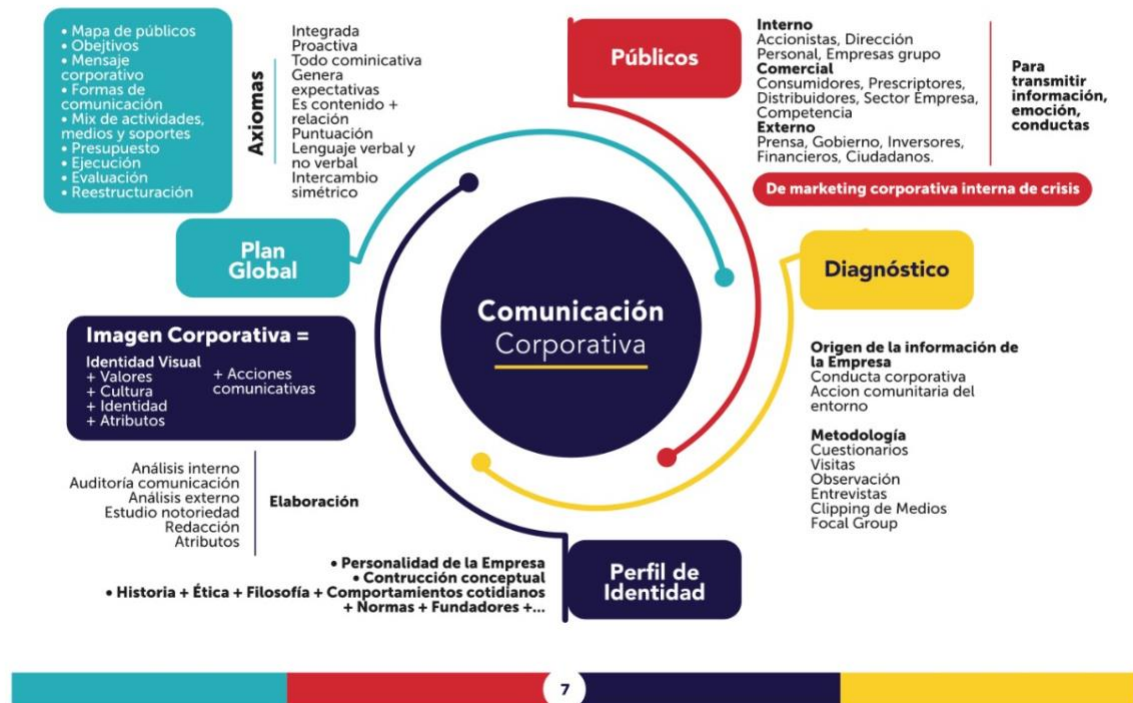 • Mapa de públicos
• Obejtivos
• Mensaje
corporativo
• Formas de
comunicación
• Mix de actividades,
medios y soportes
• Presupuesto
• Ejecución
• Evaluación
• Reestructuración
Axiomas
Integrada
Proactiva
Todo cominicativa
Genera
expectativas
Es contenido +
relación
Puntuación
Lenguaje verbal y
no verbal
Intercambio
simétrico
Plan
Global
Públicos
Interno
Accionistas, Dirección
Personal, Empresas grupo
Comercial
Consumidores, Prescriptores,
Distribuidores, Sector Empresa,
Competencia
Externo
Prensa, Gobierno, Inversores,
Financieros, Ciudadanos.
Para
transmitir
información,
emoción,
conductas
De marketing corporativa interna de crisis
Diagnóstico
Origen de la información de
la Empresa
Conducta corporativa
Accion comunitaria del
entorno
Metodología
Cuestionarios
Visitas
Observación
Entrevistas
Clipping de Medios
Focal Group
Comunicación
Corporativa
Imagen Corporativa =
Identidad Visual
+ Valores
+ Cultura
+ Identidad
+ Atributos
+ Acciones
comunicativas
Análisis interno
Auditoría comunicación
Análisis externo
Estudio notoriedad
Redacción
Atributos
Elaboración
• Personalidad de la Empresa
• Contrucción conceptual
• Historia + Ética + Filosofía + Comportamientos cotidianos
+ Normas + Fundadores +...
Perfil de
Identidad
7